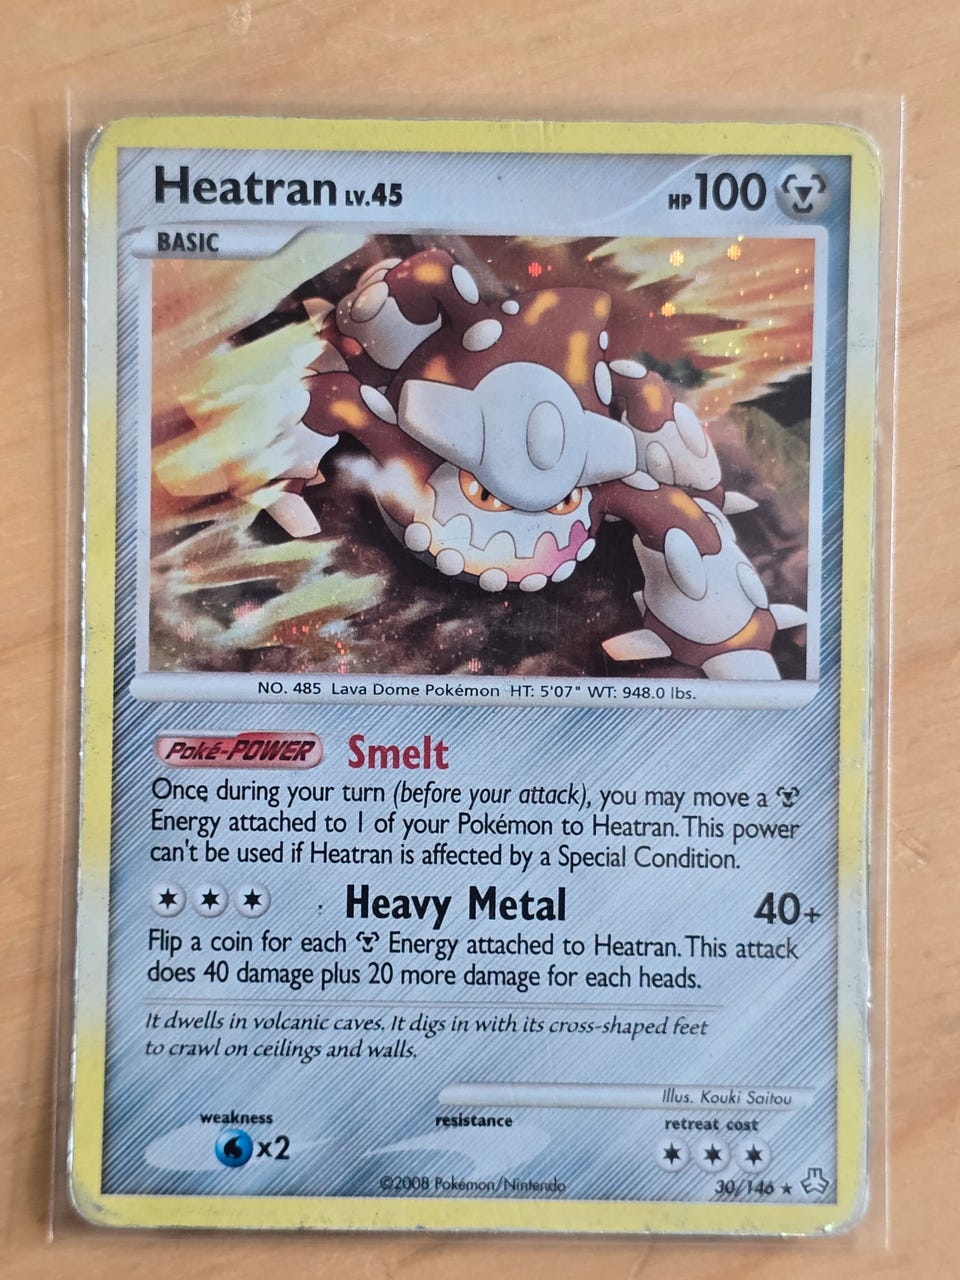 Heatran LV.45 HP 100
BASIC
NO. 485 Lava Dome Pokémon HT: 5'07" WT: 948.0 lbs.
Poké-POWER Smelt
Once during your turn (before your attack), you may move a
Energy attached to 1 of your Pokémon to Heatran. This power
can't be used if Heatran is affected by a Special Condition.
Heavy Metal 40+
Flip a coin for each Energy attached to Heatran. This attack
does 40 damage plus 20 more damage for each heads.
It dwells in volcanic caves. It digs in with its cross-shaped feet
to crawl on ceilings and walls.
Illus. Kouki Saitou
weakness resistance retreat cost
x2
©2008 Pokémon/Nintendo 30/146